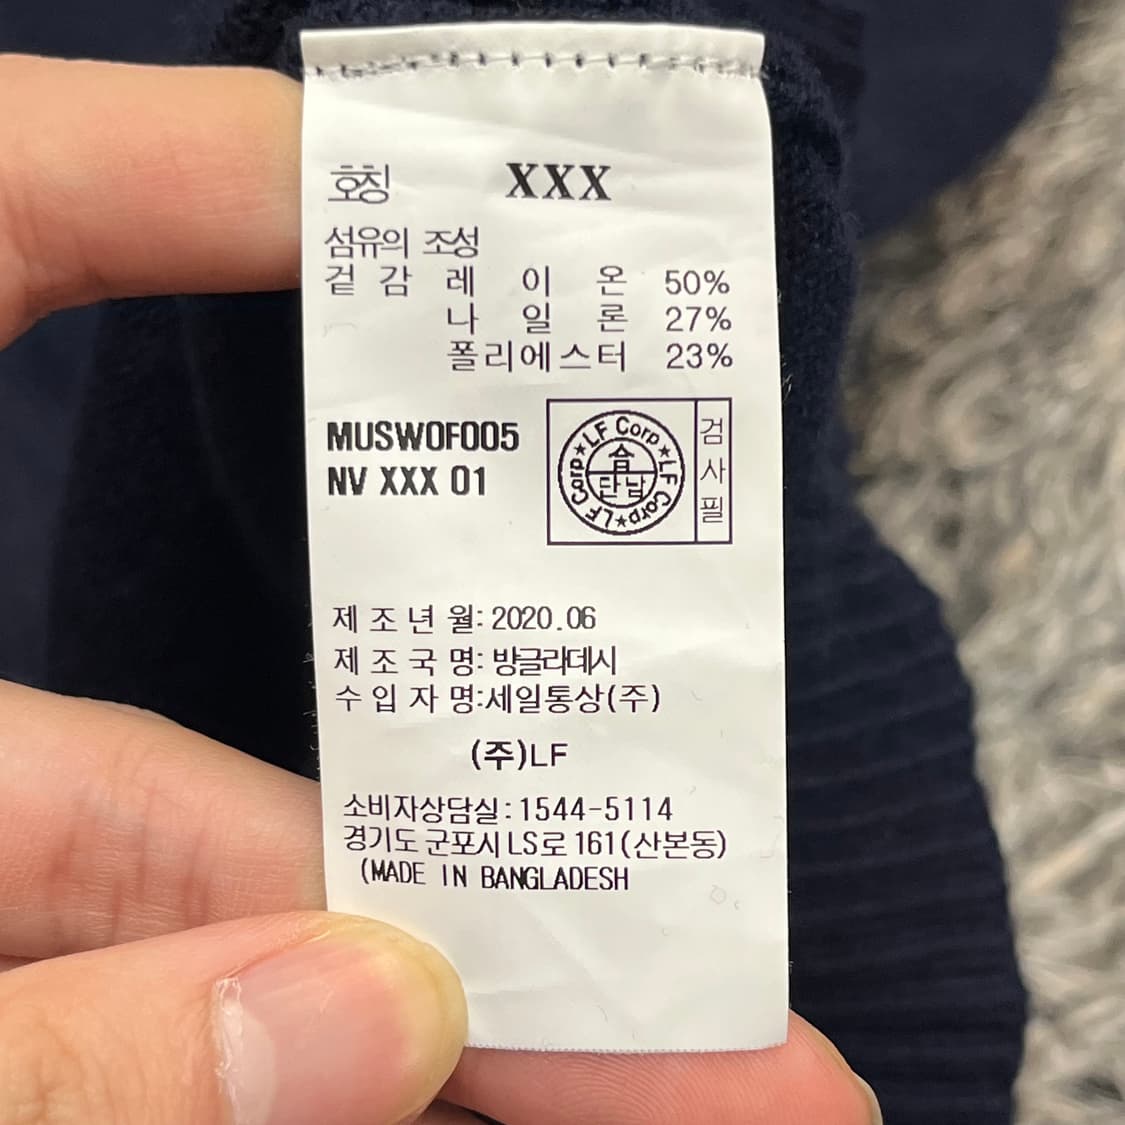 호칭 XXX
섬유의 조성
겉감 레이온 50%
나일론 27%
폴리에스터 23%
MUSW0F005
NV XXX 01
LF Corp★LF Corp★LF Corp★
合
단납
검사필
제조년월: 2020.06
제조국명: 방글라데시
수입자명:세일통상(주)
(주)LF
소비자상담실:1544-5114
경기도 군포시 LS로 161(산본동)
(MADE IN BANGLADESH